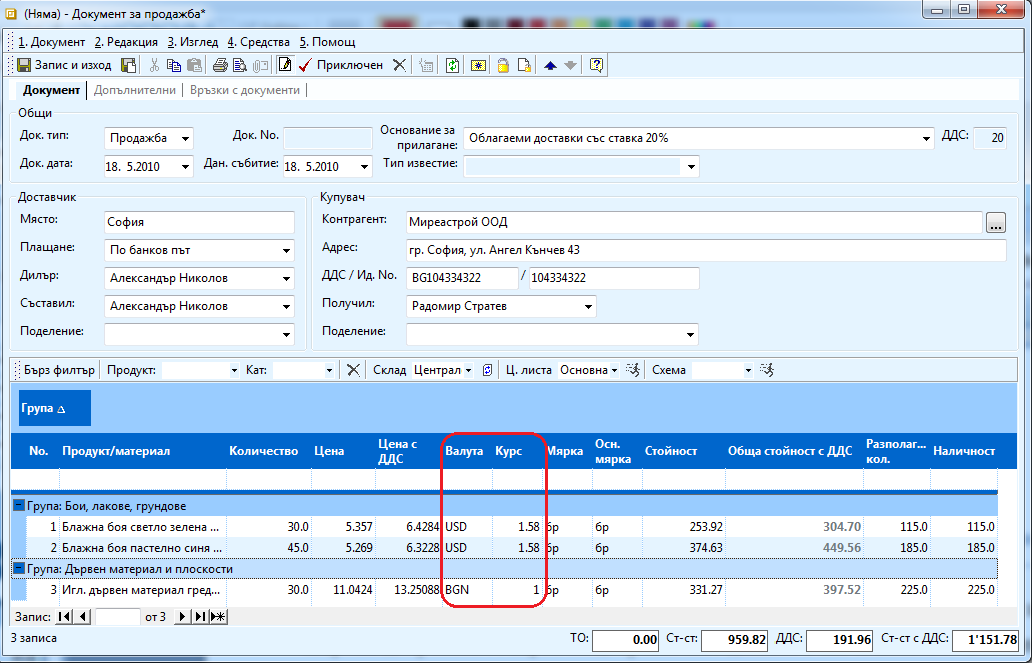 (Няма) - Документ за продажба*
1. Документ 2. Редакция 3. Изглед 4. Средства 5. Помощ
Запис и изход Приключен
Документ Допълнителни Връзки с документи
Общи
Док. тип: Продажба Док. No. Основание за прилагане: Облагаеми доставки със ставка 20% ДДС: 20
Док. дата: 18. 5.2010 Дан. събитие: 18. 5.2010 Тип известие:
Доставчик
Място: София
Плащане: По банков път
Дилър: Александър Николов
Съставил: Александър Николов
Поделение:
Купувач
Контрагент: Миреастрой ООД ...
Адрес: гр. София, ул. Ангел Кънчев 43
ДДС / Ид. No. BG104334322 / 104334322
Получил: Радомир Стратев
Поделение:
Бърз филтър Продукт: Кат: Склад Централ Ц. листа Основна Схема
Група
No. Продукт/материал Количество Цена Цена с ДДС Валута Курс Мярка Осн. мярка Стойност Обща стойност с ДДС Разполаг... кол. Наличност
Група: Бои, лакове, грундове
1 Блажна боя светло зелена ... 30.0 5.357 6.4284 USD 1.58 бр бр 253.92 304.70 115.0 115.0
2 Блажна боя пастелно синя ... 45.0 5.269 6.3228 USD 1.58 бр бр 374.63 449.56 185.0 185.0
Група: Дървен материал и плоскости
3 Игл. дървен материал гред... 30.0 11.0424 13.25088 BGN 1 бр бр 331.27 397.52 225.0 225.0
Запис: от 3
3 записа ТО: 0.00 Ст-ст: 959.82 ДДС: 191.96 Ст-ст с ДДС: 1'151.78